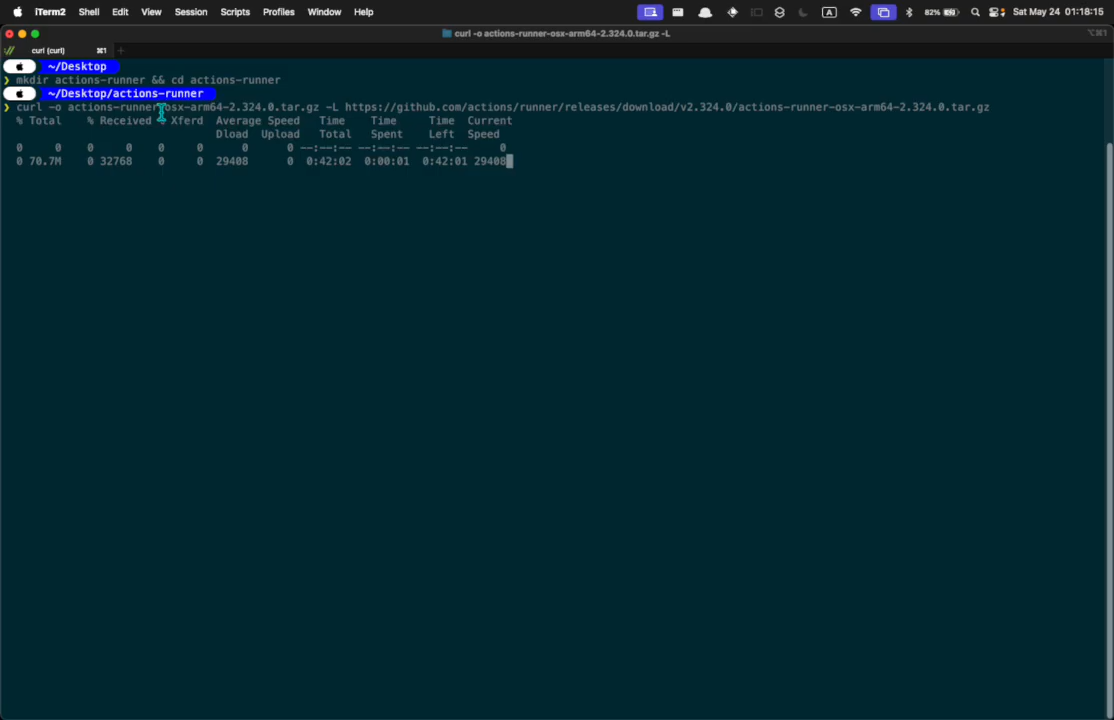 iTerm2 Shell Edit View Session Scripts Profiles Window Help A 82% Sat May 24 01:18:15
curl -o actions-runner-osx-arm64-2.324.0.tar.gz -L ⌥⌘1
curl (curl) ⌘1 +
~/Desktop
❯ mkdir actions-runner && cd actions-runner
~/Desktop/actions-runner
❯ curl -o actions-runner-osx-arm64-2.324.0.tar.gz -L https://github.com/actions/runner/releases/download/v2.324.0/actions-runner-osx-arm64-2.324.0.tar.gz
% Total % Received % Xferd Average Speed Time Time Time Current
Dload Upload Total Spent Left Speed
0 0 0 0 0 0 0 0 --:--:-- --:--:-- --:--:-- 0
0 70.7M 0 32768 0 0 29408 0 0:42:02 0:00:01 0:42:01 29408